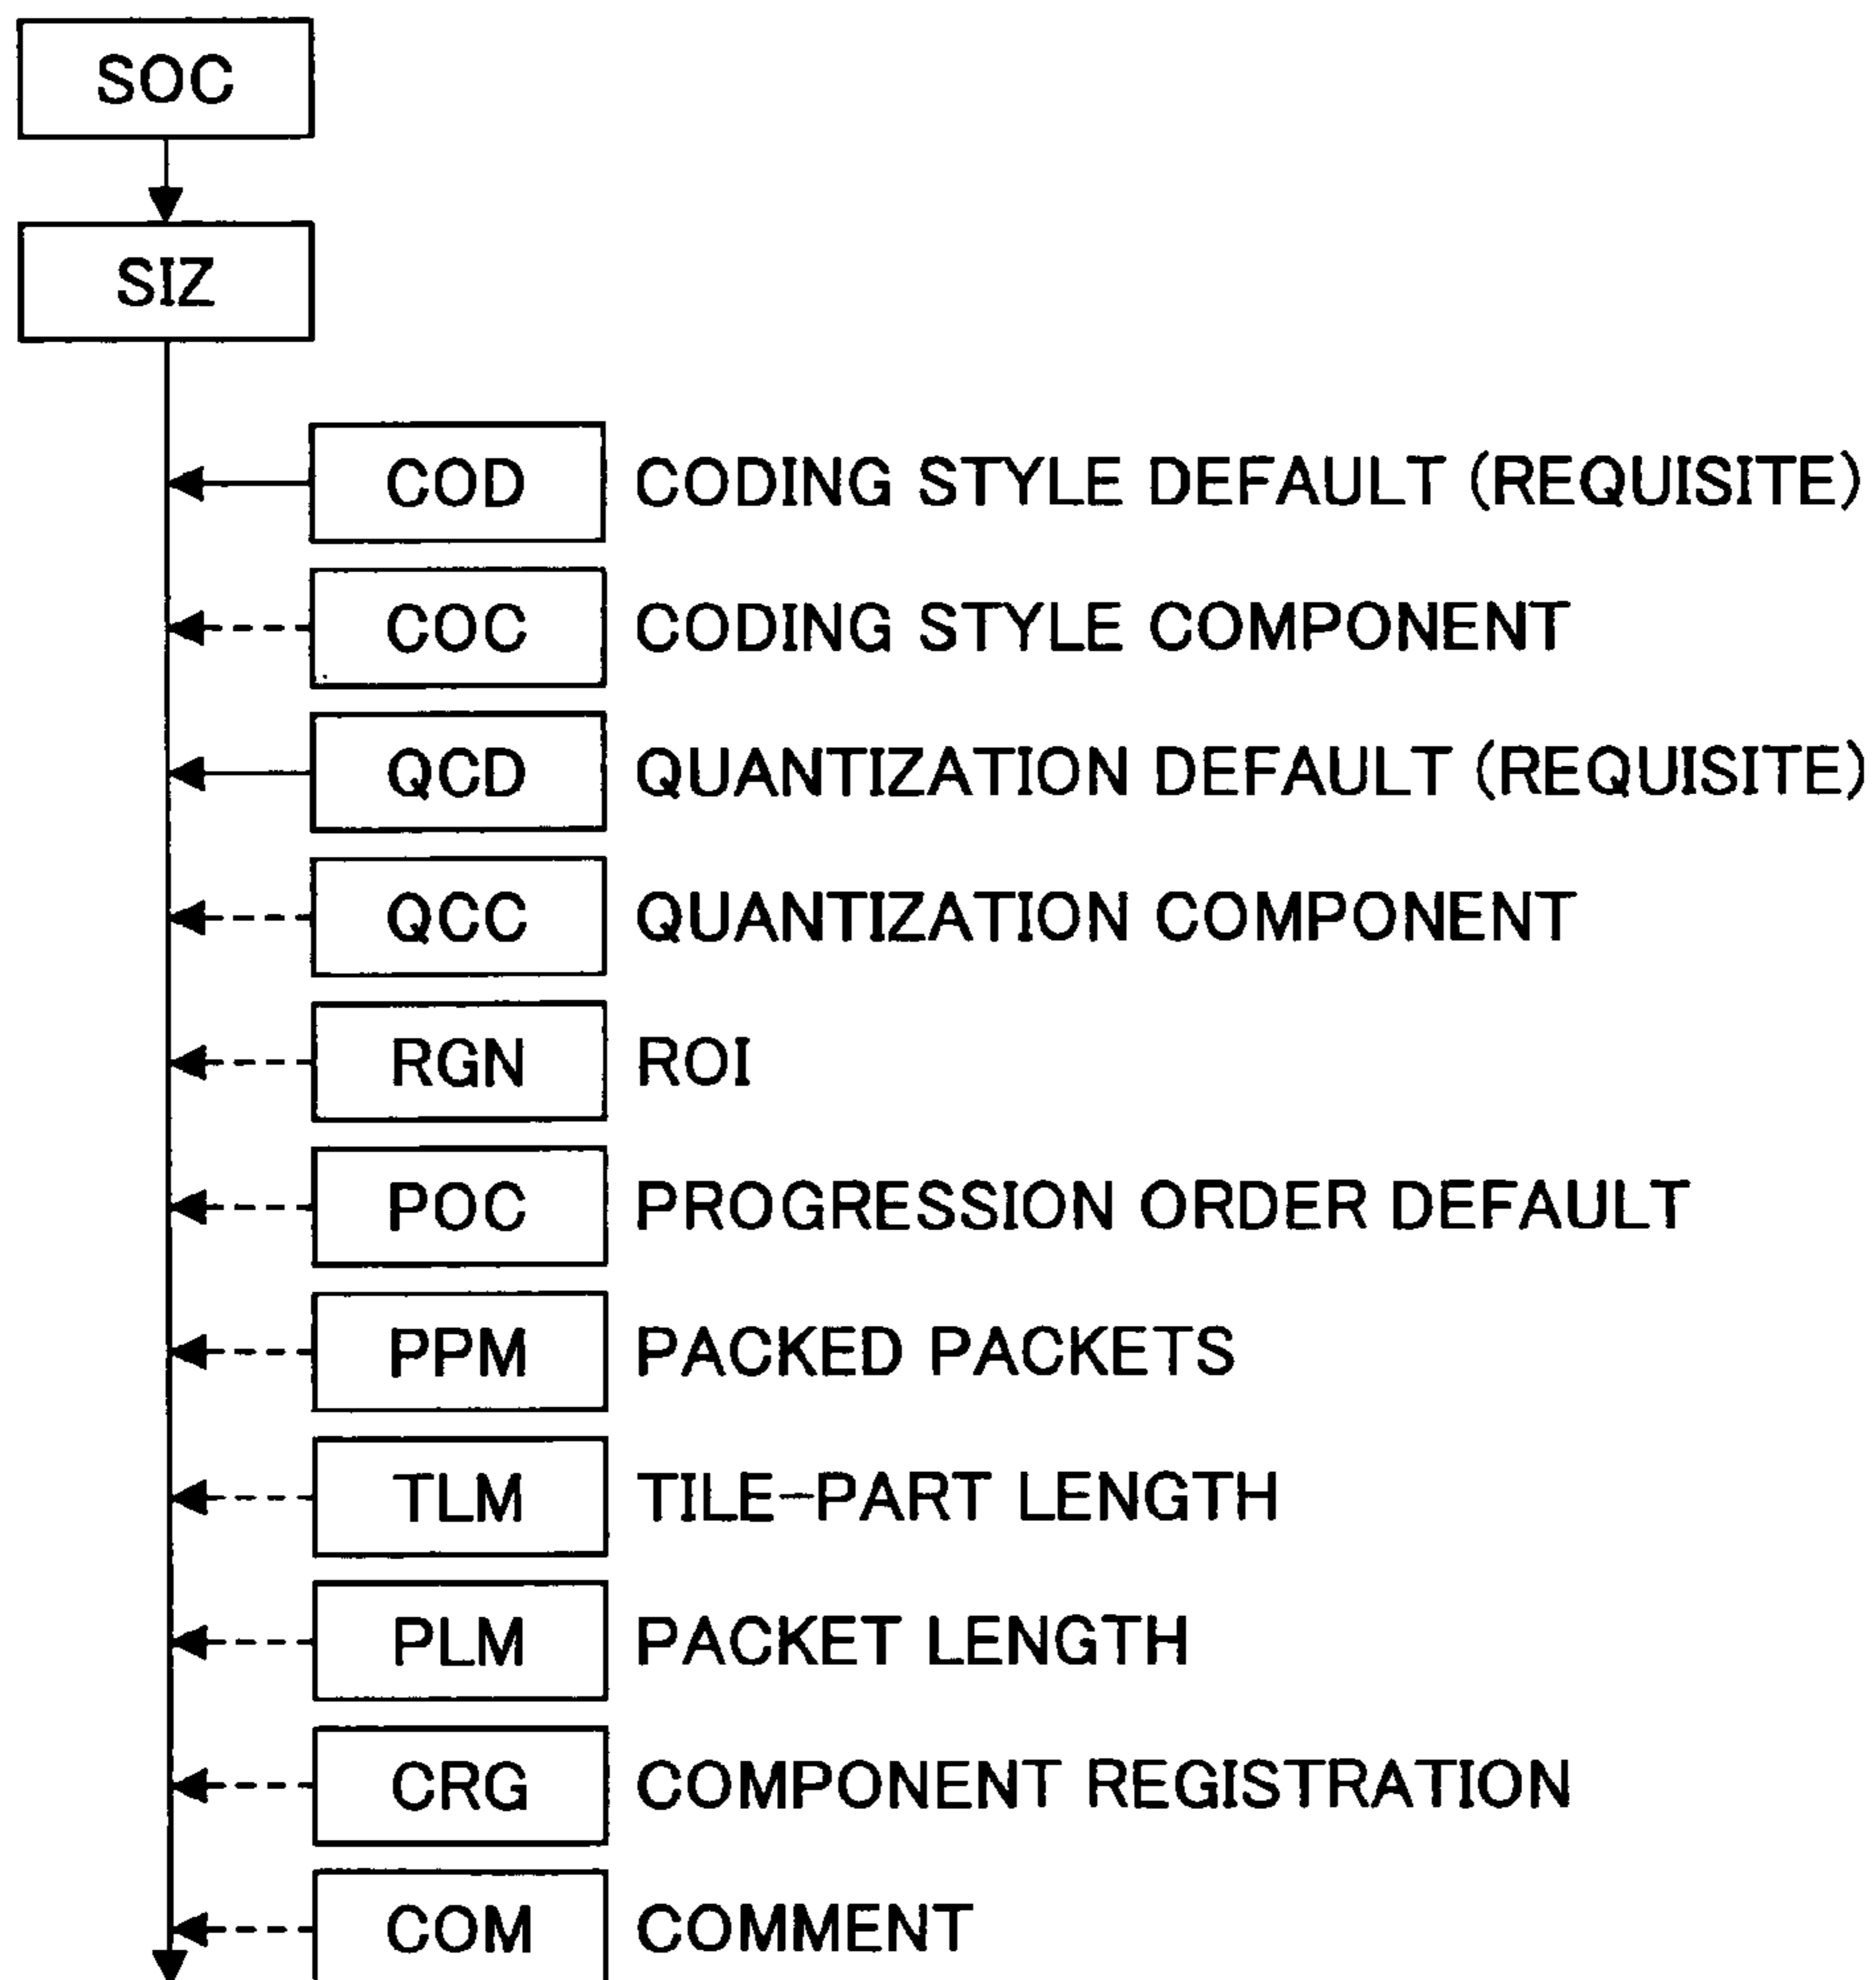 SOC
SIZ
COD CODING STYLE DEFAULT (REQUISITE)
COC CODING STYLE COMPONENT
QCD QUANTIZATION DEFAULT (REQUISITE)
QCC QUANTIZATION COMPONENT
RGN ROI
POC PROGRESSION ORDER DEFAULT
PPM PACKED PACKETS
TLM TILE-PART LENGTH
PLM PACKET LENGTH
CRG COMPONENT REGISTRATION
COM COMMENT